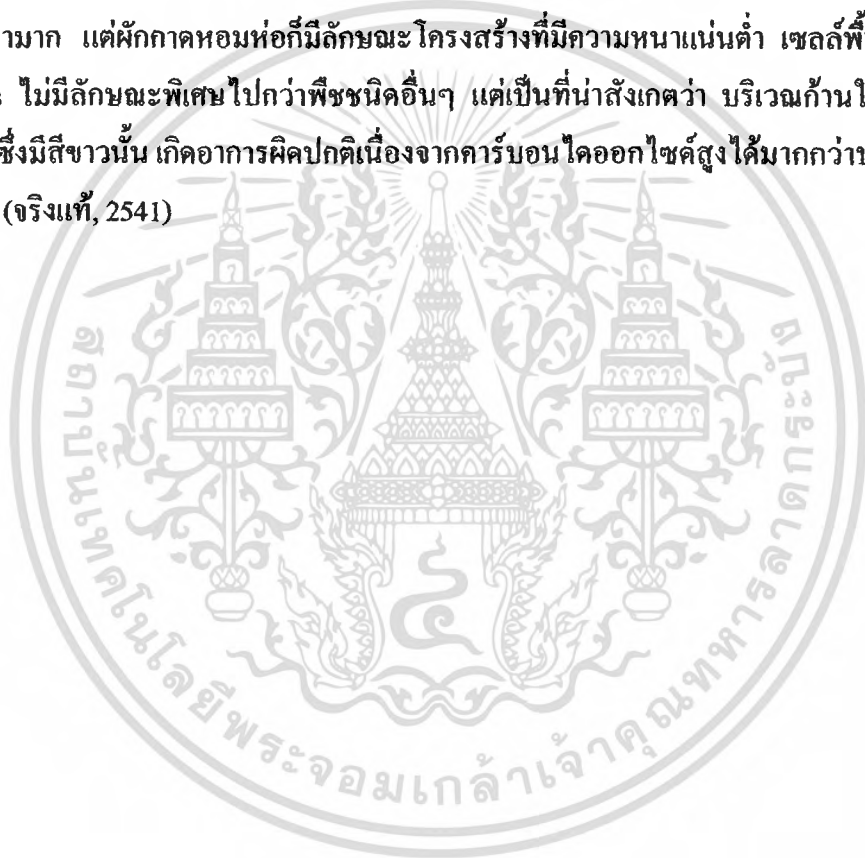 ามาก แต่ผักกาดหอมห่อก็มีลักษณะโครงสร้างที่มีความหนาแน่นต่ำ เซลล์พื้
ไม่มีลักษณะพิเศษไปกว่าพืชชนิดอื่นๆ แต่เป็นที่น่าสังเกตว่า บริเวณก้านใ
ซึ่งมีสีขาวนั้น เกิดอาการผิดปกติเนื่องจากคาร์บอนไดออกไซด์สูงได้มากกว่า
(จริงแท้, 2541)
สถาบันเทคโนโลยีพระจอมเกล้าเจ้าคุณทหารลาดกระบัง